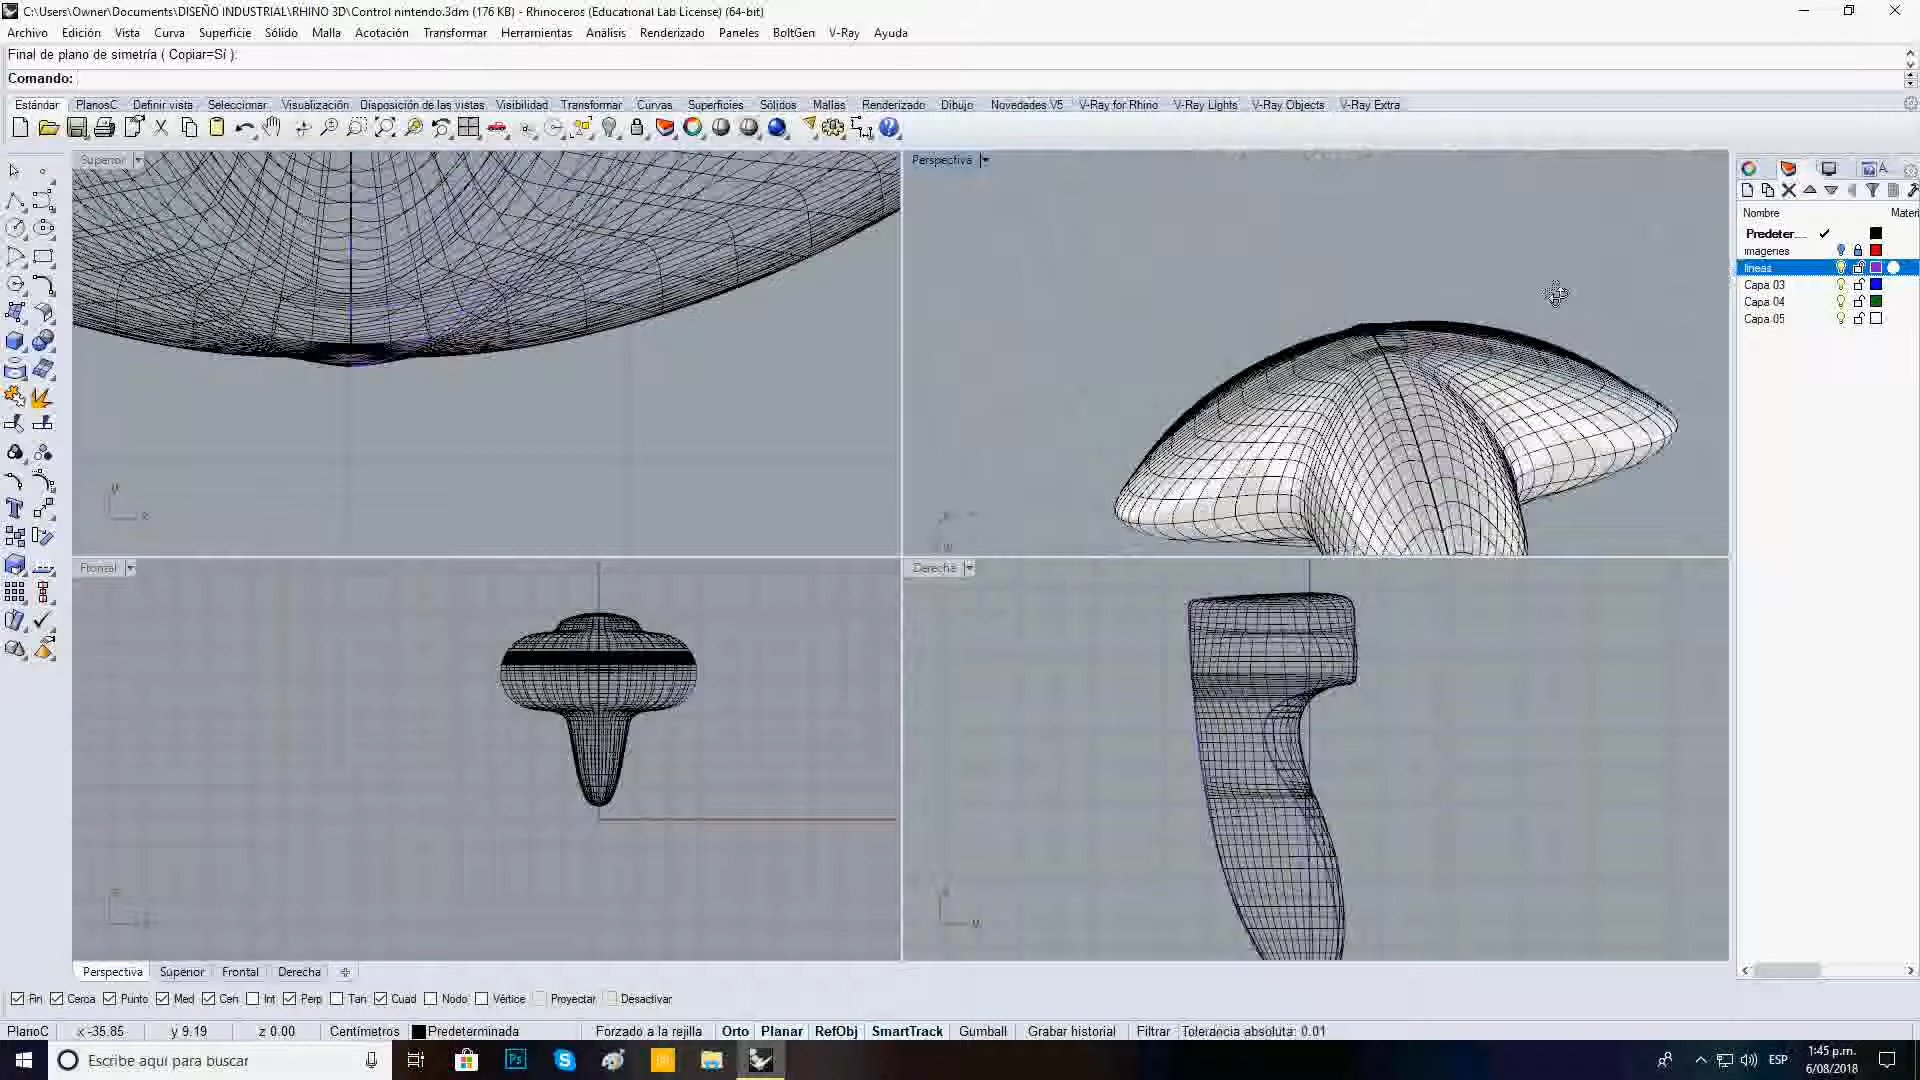 C:\Users\Owner\Documents\DISEÑO INDUSTRIAL\RHINO 3D\Control nintendo.3dm (176 KB) - Rhinoceros (Educational Lab License) (64-bit)
Archivo Edición Vista Curva Superficie Sólido Malla Acotación Transformar Herramientas Análisis Renderizado Paneles BoltGen V-Ray Ayuda
Final de plano de simetría ( Copiar=Sí ):
Comando:
Estándar PlanosC Definir vista Seleccionar Visualización Disposición de las vistas Visibilidad Transformar Curvas Superficies Sólidos Mallas Renderizado Dibujo Novedades V5 V-Ray for Rhino V-Ray Lights V-Ray Objects V-Ray Extra
Superior
Perspectiva
Nombre Mater
Predeter...
imágenes
líneas
Capa 03
Capa 04
Capa 05
Frontal
Derecha
Perspectiva Superior Frontal Derecha
Fin Cerca Punto Med Cen Int Perp Tan Cuad Nodo Vértice Proyectar Desactivar
PlanoC x -35.85 y 9.19 z 0.00 Centímetros Predeterminada Forzado a la rejilla Orto Planar RefObj SmartTrack Gumball Grabar historial Filtrar Tolerancia absoluta: 0.01
Escribe aquí para buscar
ESP
1:45 p.m.
6/08/2018